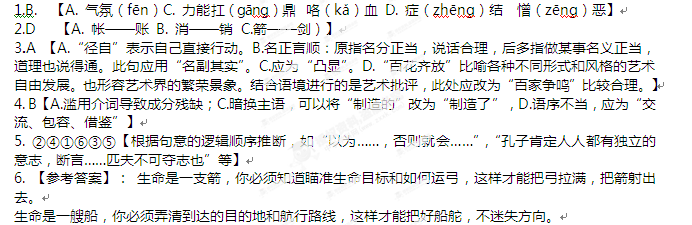 1.B. 【A. 气氛（fēn）C. 力能扛（gāng）鼎 咯（kǎ）血 D. 症（zhēng）结 憎（zēng）恶】
2.D 【A. 帐——账 B. 消——销 C.箭——剑）】
3.A 【A.“径自”表示自己直接行动。B.名正言顺：原指名分正当，说话合理，后多指做某事名义正当，
道理也说得通。此句应用“名副其实”。C.应为“凸显”。D.“百花齐放”比喻各种不同形式和风格的艺术
自由发展。也形容艺术界的繁荣景象。结合语境进行的是艺术批评，此处应改为“百家争鸣”比较合理。】
4. B【A.滥用介词导致成分残缺；C.暗换主语，可以将“制造的”改为“制造了”，D.语序不当，应为“交
流、包容、借鉴”】
5. ②④①⑥③⑤【根据句意的逻辑顺序推断，如“以为……，否则就会……”，“孔子肯定人人都有独立的
意志，断言……匹夫不可夺志也”等】
6. 【参考答案】： 生命是一支箭，你必须知道瞄准生命目标和如何运弓，这样才能把弓拉满，把箭射出
去。
生命是一艘船，你必须弄清到达的目的地和航行路线，这样才能把好船舵，不迷失方向。